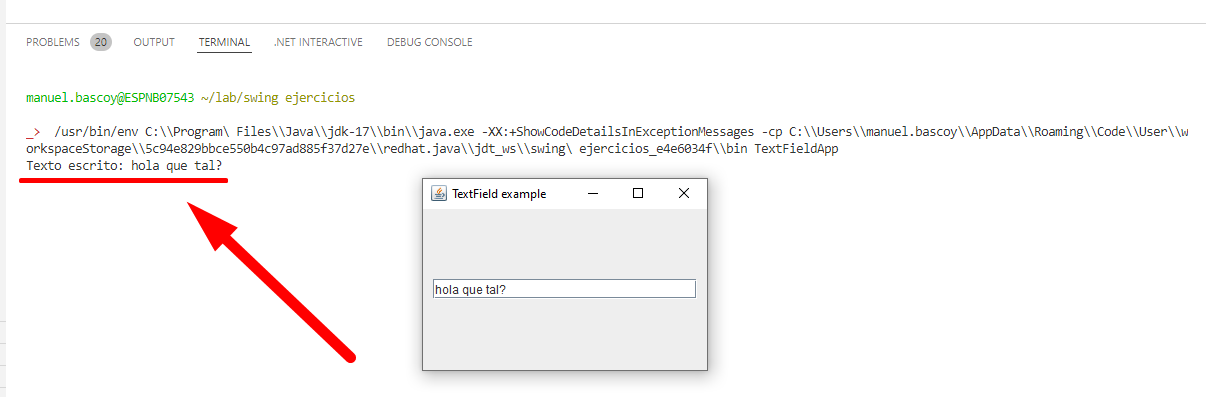 PROBLEMS 20 OUTPUT TERMINAL .NET INTERACTIVE DEBUG CONSOLE
manuel.bascoy@ESPNB07543 ~/lab/swing ejercicios
_> /usr/bin/env C:\\Program\ Files\\Java\\jdk-17\\bin\\java.exe -XX:+ShowCodeDetailsInExceptionMessages -cp C:\\Users\\manuel.bascoy\\AppData\\Roaming\\Code\\User\\w
orkspaceStorage\\5c94e829bbce550b4c97ad885f37d27e\\redhat.java\\jdt_ws\\swing\ ejercicios_e4e6034f\\bin TextFieldApp
Texto escrito: hola que tal?
TextField example
hola que tal?